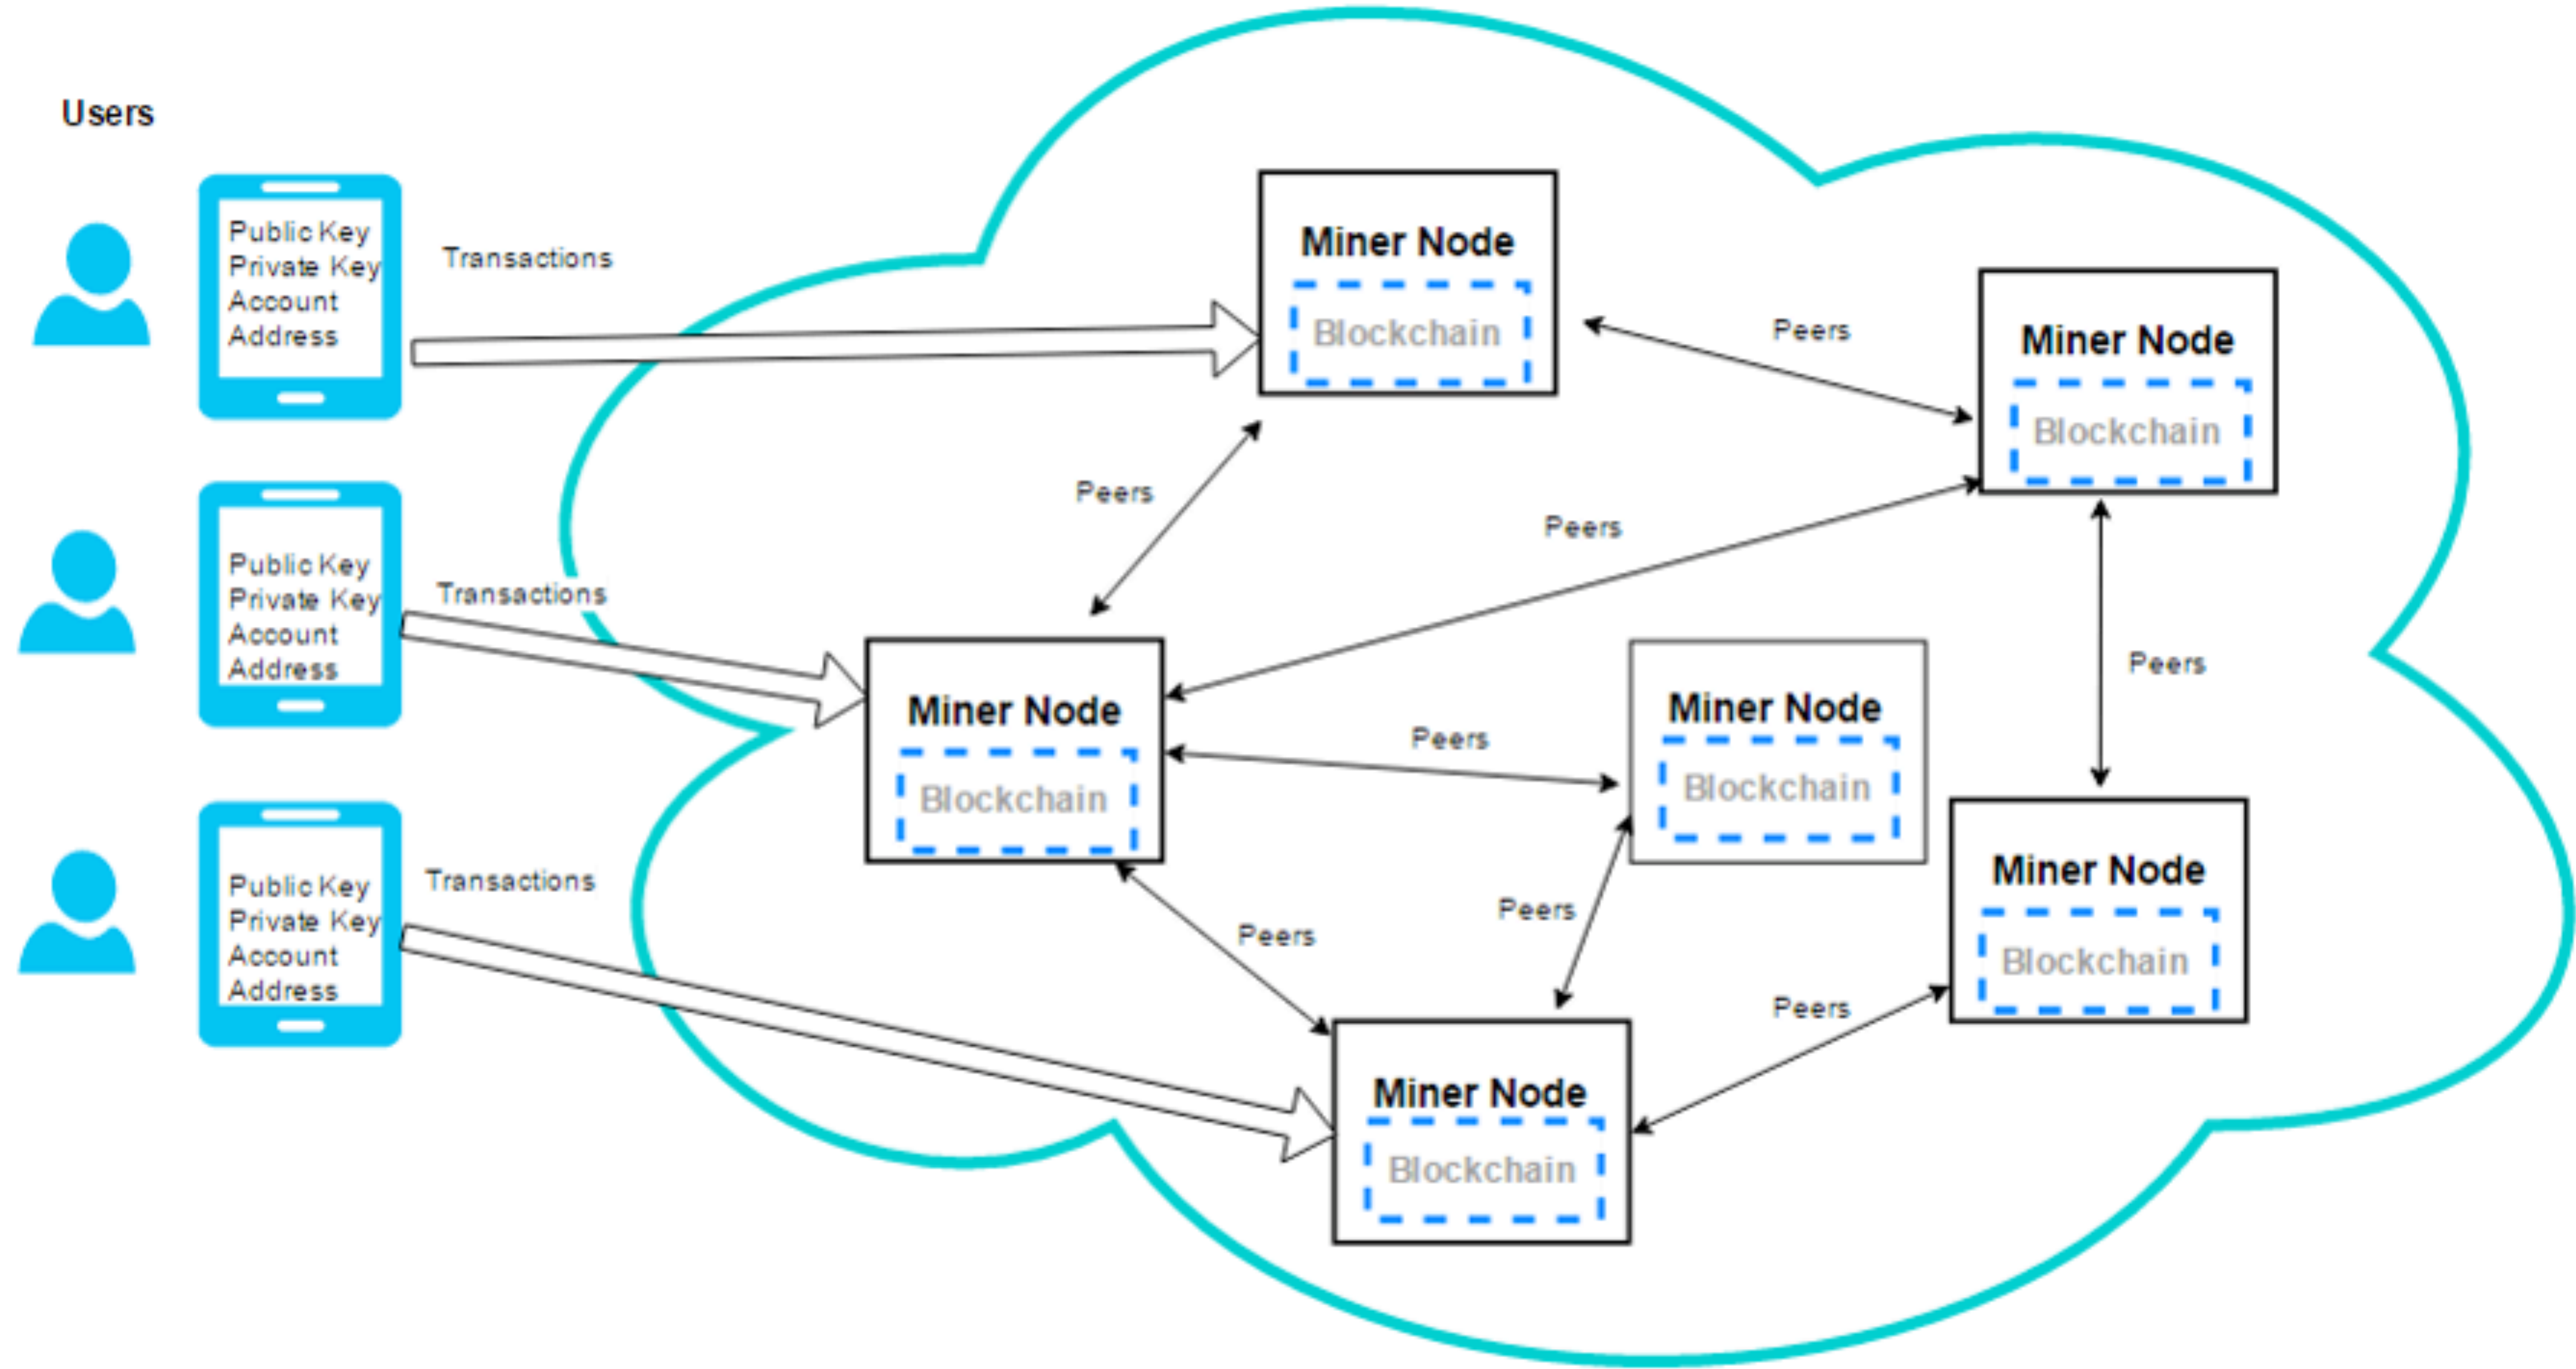 Users
Public Key
Private Key
Account
Address
Transactions
Public Key
Private Key
Account
Address
Transactions
Public Key
Private Key
Account
Address
Transactions
Miner Node
Blockchain
Peers
Miner Node
Blockchain
Peers
Peers
Miner Node
Blockchain
Peers
Miner Node
Blockchain
Peers
Peers
Peers
Miner Node
Blockchain
Peers
Miner Node
Blockchain